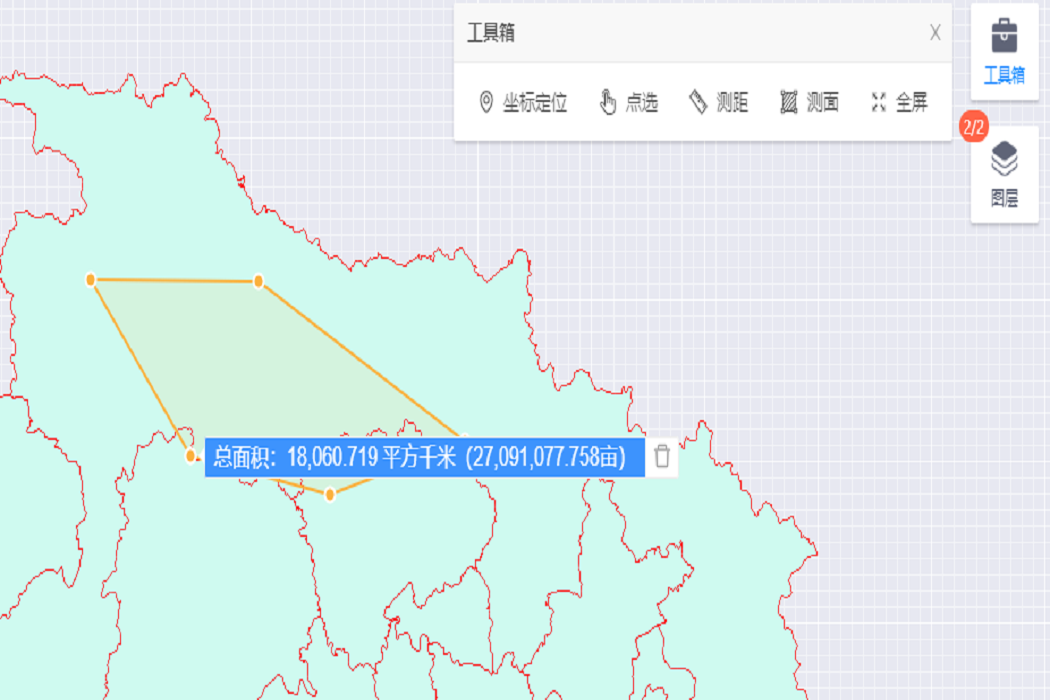 工具箱 X
坐标定位 点选 测距 测面 全屏
工具箱
2/2
图层
总面积：18,060.719 平方千米 (27,091,077.758亩)